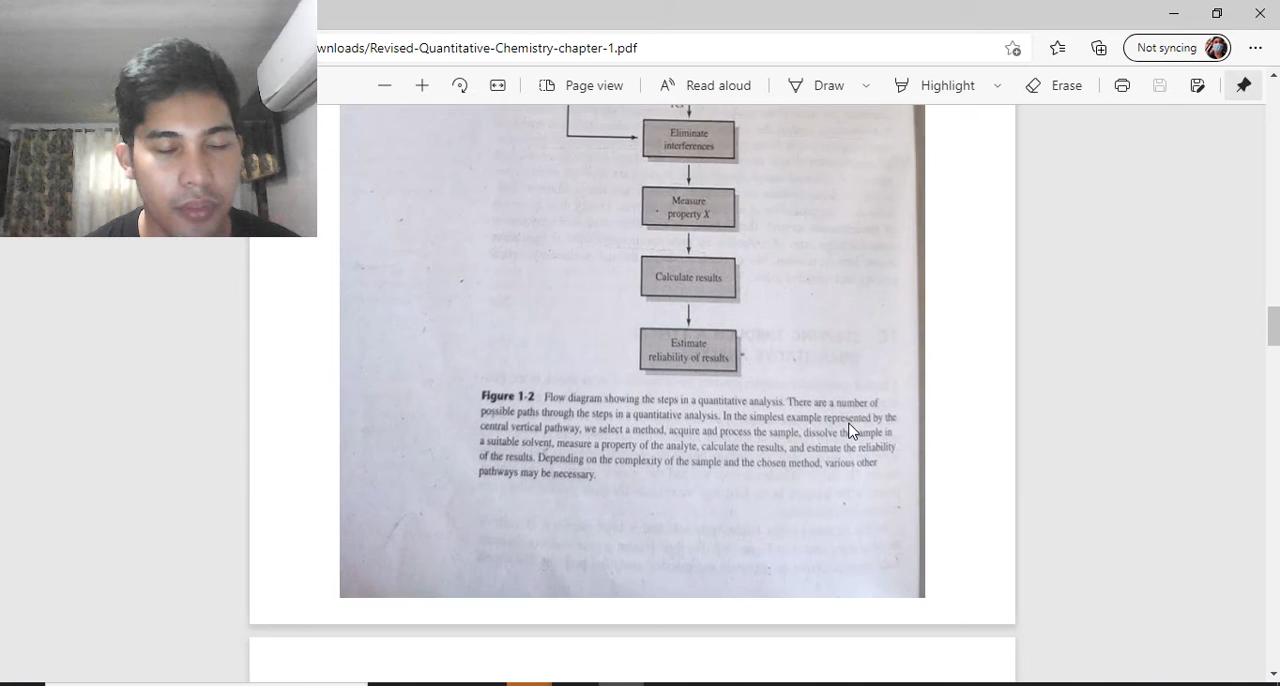 wnloads/Revised-Quantitative-Chemistry-chapter-1.pdf
Not syncing
Page view
Read aloud
Draw
Highlight
Erase
Eliminate
interferences
Measure
property X
Calculate results
Estimate
reliability of results
Figure 1-2 Flow diagram showing the steps in a quantitative analysis. There are a number of
possible paths through the steps in a quantitative analysis. In the simplest example represented by the
central vertical pathway, we select a method, acquire and process the sample, dissolve the sample in
a suitable solvent, measure a property of the analyte, calculate the results, and estimate the reliability
of the results. Depending on the complexity of the sample and the chosen method, various other
pathways may be necessary.